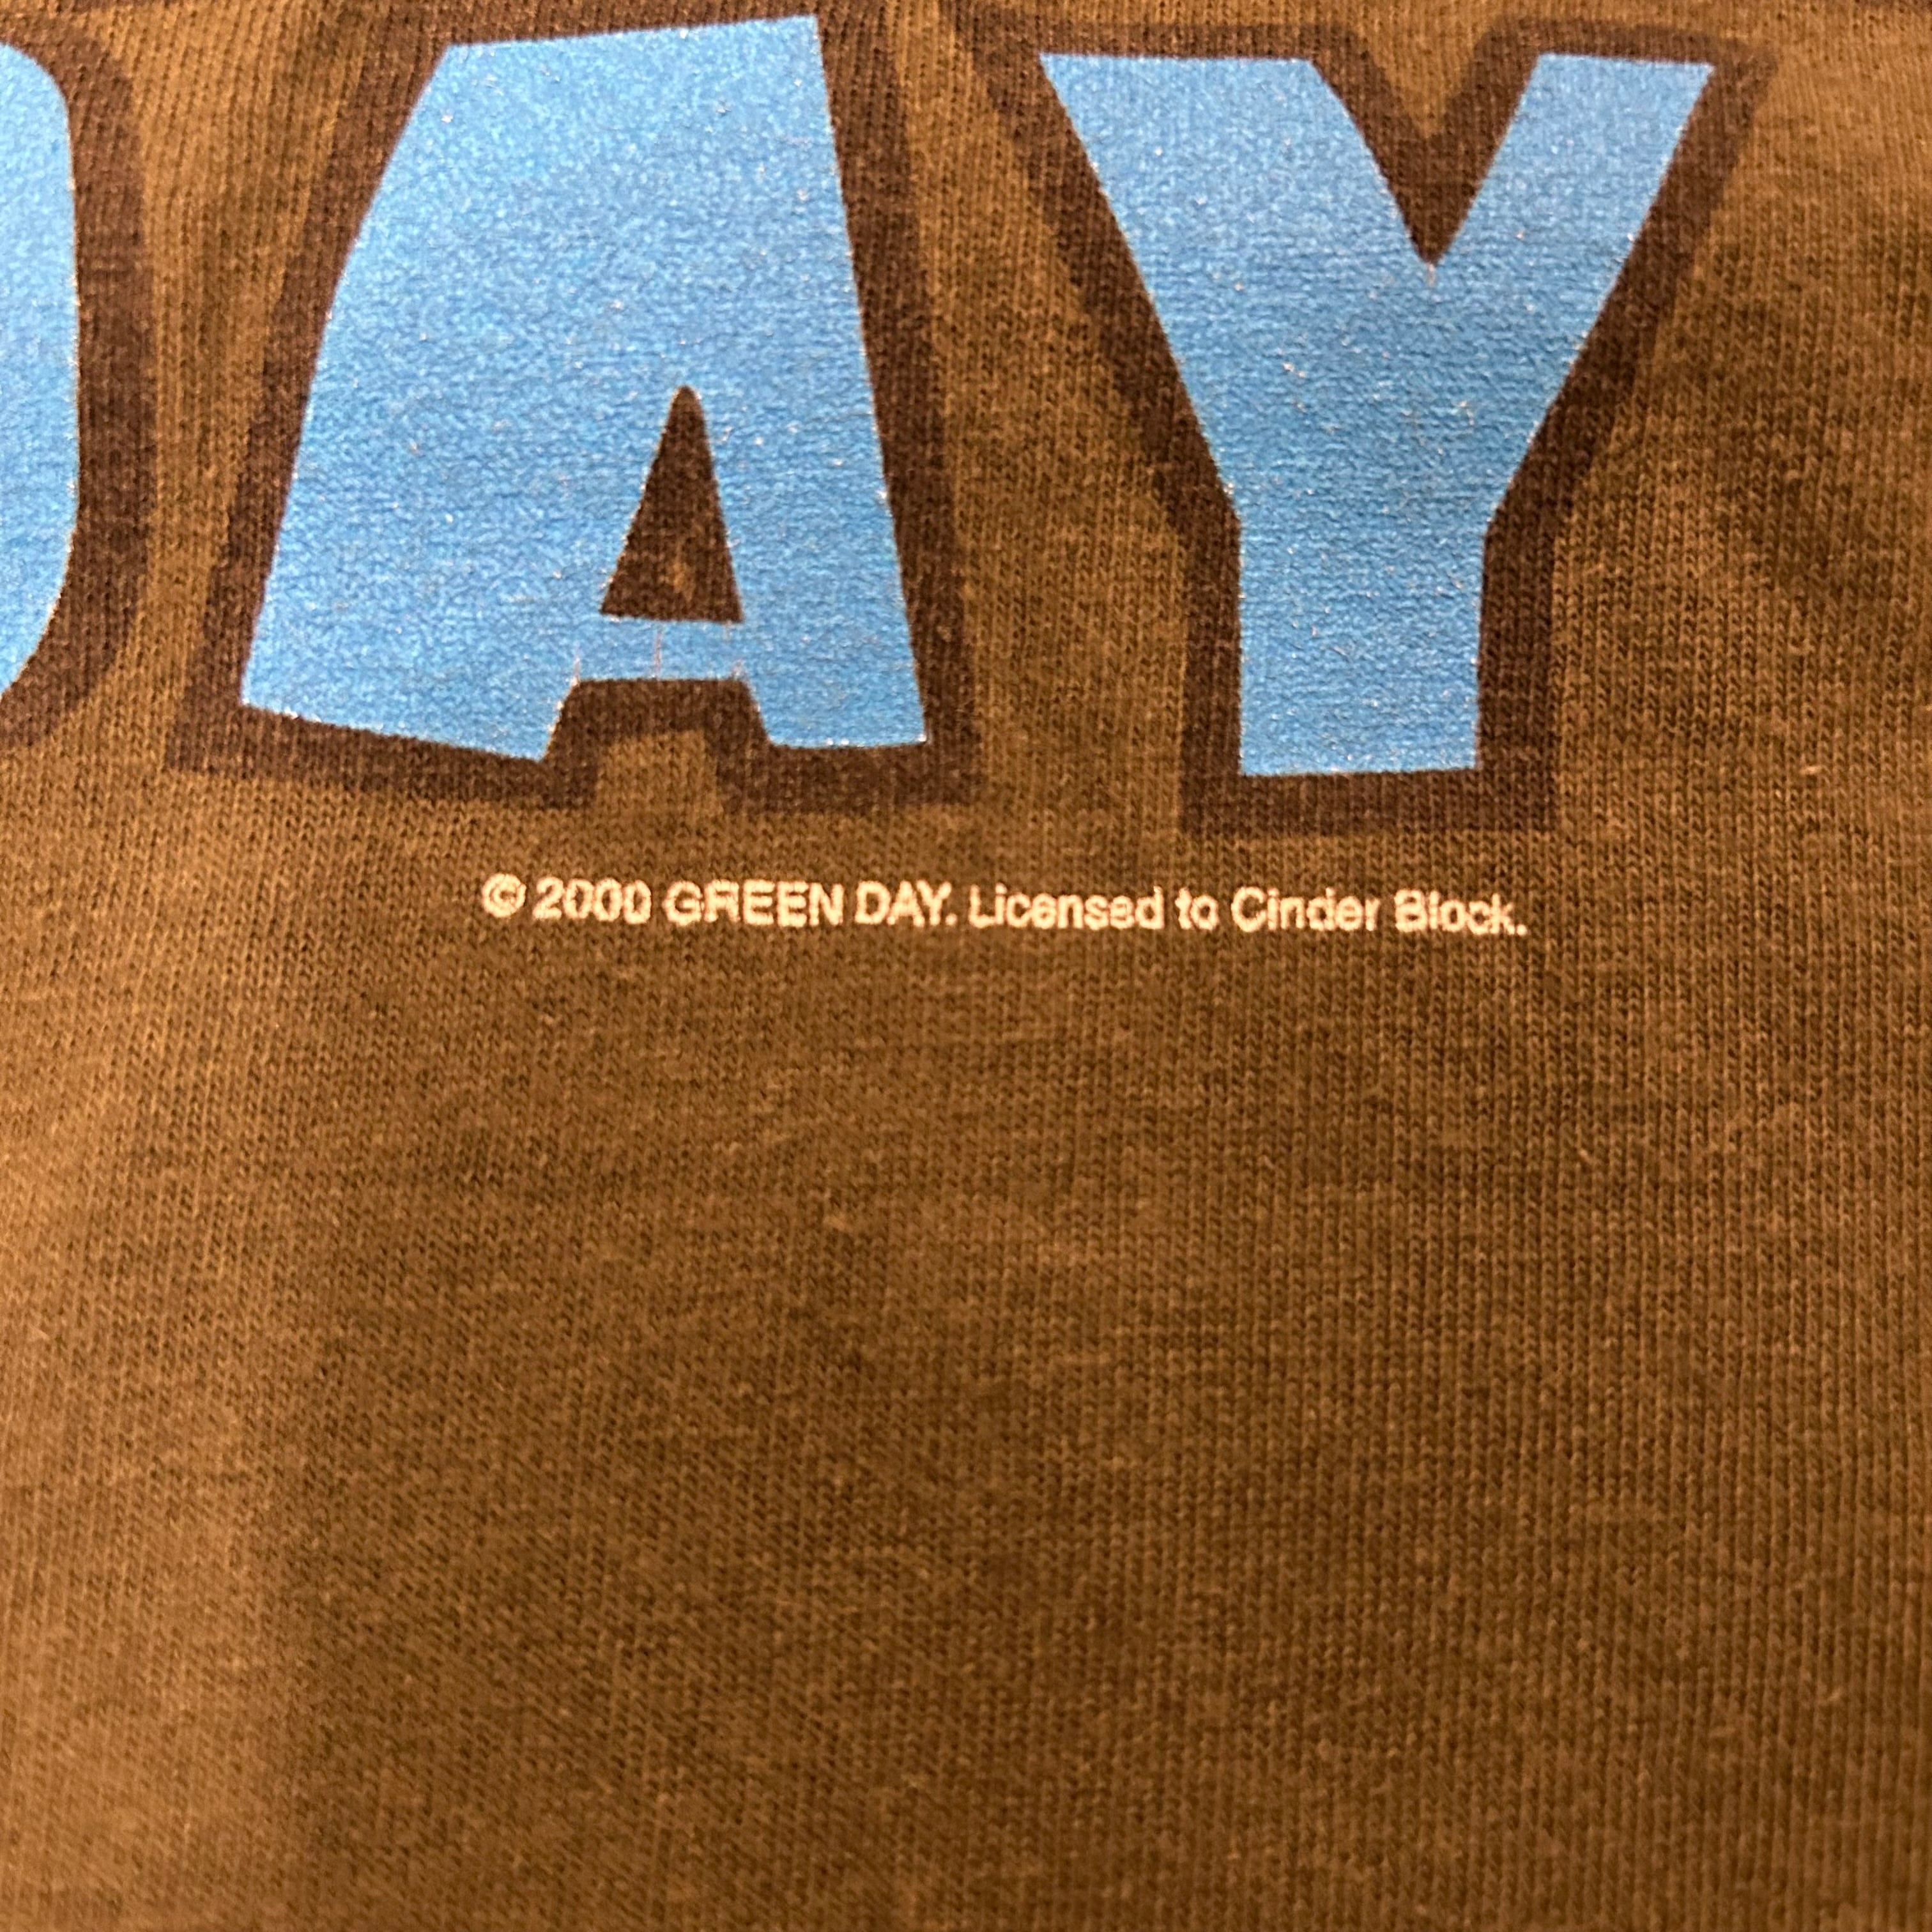 DAY
© 2000 GREEN DAY. Licensed to Cinder Block.